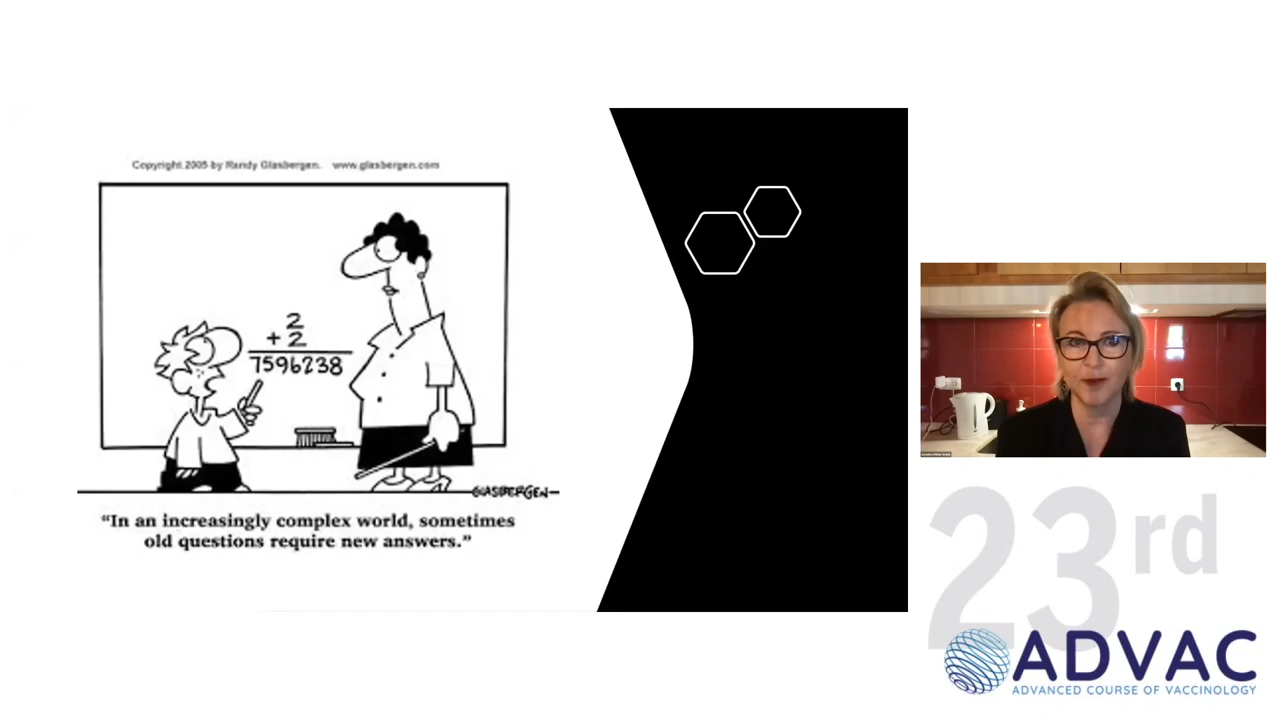 Copyright 2005 by Randy Glasbergen. www.glasbergen.com
2
+ 2
7596238
GLASBERGEN
“In an increasingly complex world, sometimes
old questions require new answers.”
23rd
ADVAC
ADVANCED COURSE OF VACCINOLOGY